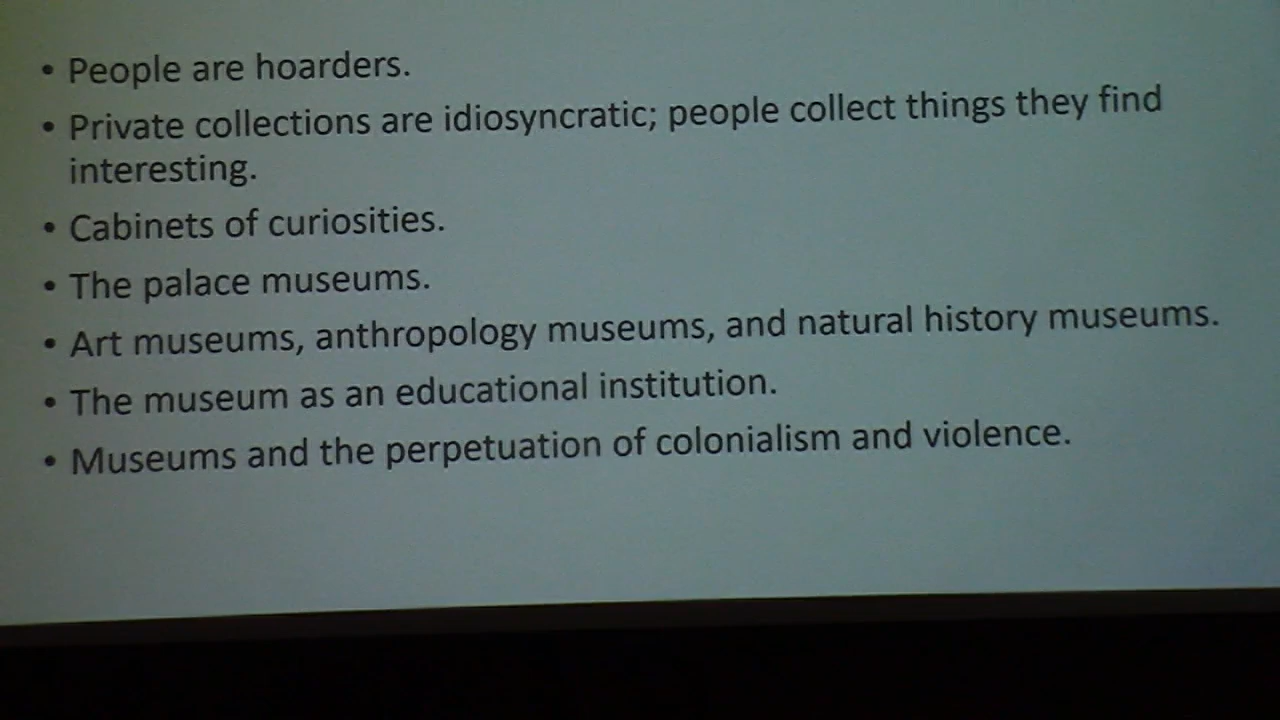 • People are hoarders.
• Private collections are idiosyncratic; people collect things they find
interesting.
• Cabinets of curiosities.
• The palace museums.
• Art museums, anthropology museums, and natural history museums.
• The museum as an educational institution.
• Museums and the perpetuation of colonialism and violence.